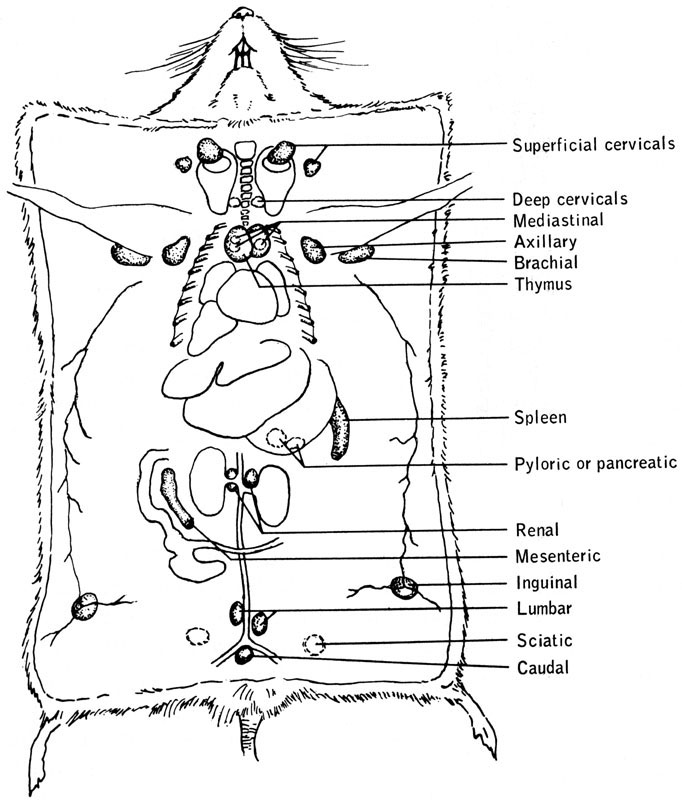 Superficial cervicals
Deep cervicals
Mediastinal
Axillary
Brachial
Thymus
Spleen
Pyloric or pancreatic
Renal
Mesenteric
Inguinal
Lumbar
Sciatic
Caudal